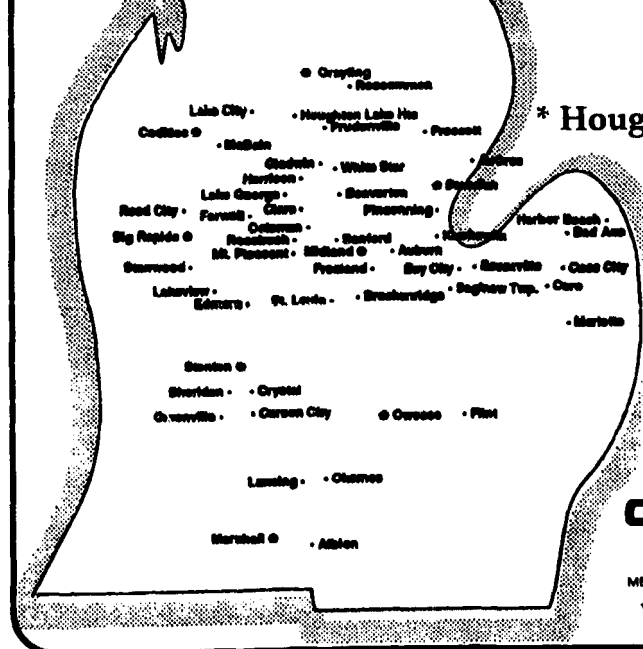 Grayling
Roscommon
Lake City
Houghton Lake Hts
Prudenville
* Houg
Cadillac
Prescott
McBain
Gladwin
White Star
AuGres
Harrison
Standish
Lake George
Beaverton
Reed City
Farwell
Clare
Pinconning
Harbor Beach
Coleman
Bad Axe
Big Rapids
Rosebush
Sanford
Kawkawlin
Mt. Pleasant
Midland
Auburn
Stanwood
Freeland
Bay City
Cass City
Lakeview
Edmore
St. Louis
Breckenridge
Saginaw Twp.
Caro
Marlette
Stanton
Sheridan
Crystal
Greenville
Carson City
Owosso
Flint
Lansing
Okemos
Marshall
Albion